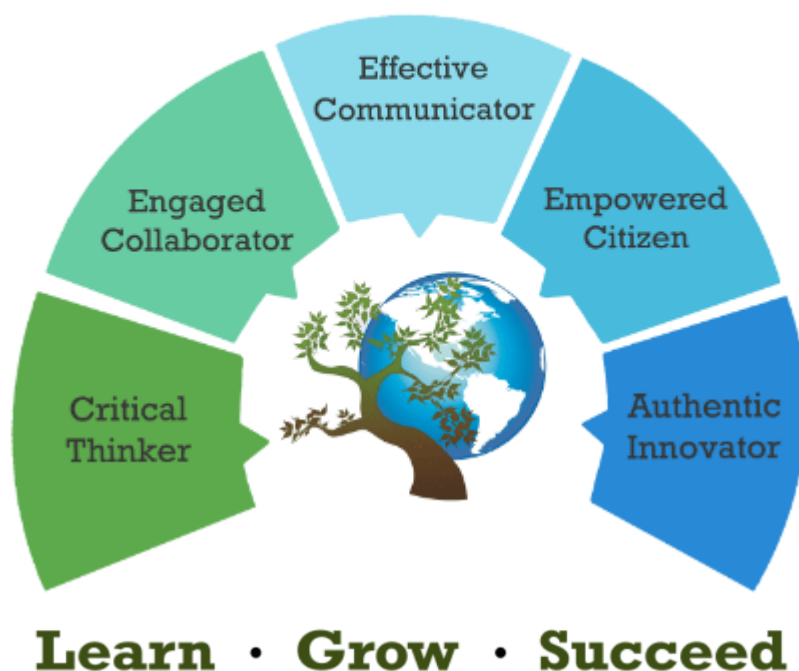 Effective
Communicator
Engaged
Collaborator
Empowered
Citizen
Critical
Thinker
Authentic
Innovator
Learn · Grow · Succeed